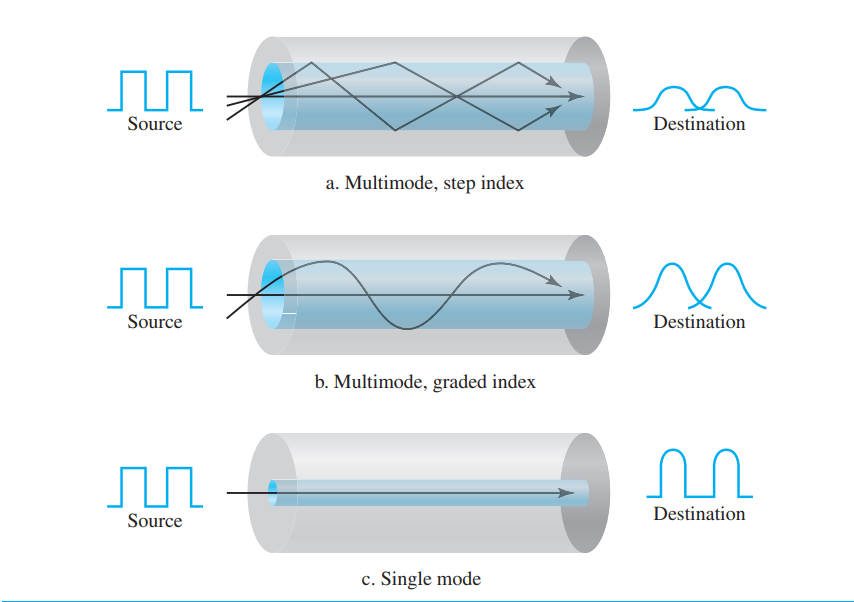 Source
Destination
a. Multimode, step index
Source
Destination
b. Multimode, graded index
Source
Destination
c. Single mode